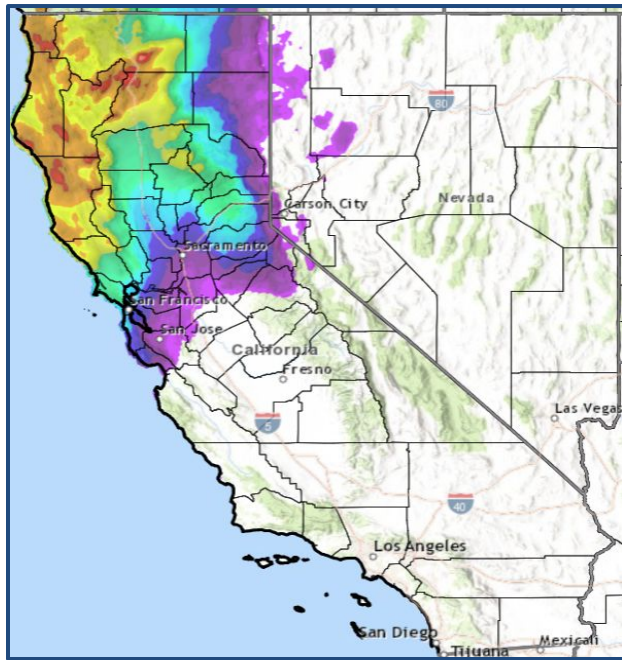 80
Carson City
Nevada
Sacramento
San Francisco
San Jose
California
Fresno
Las Vegas
5
40
Los Angeles
San Diego
Tijuana
Mexicali